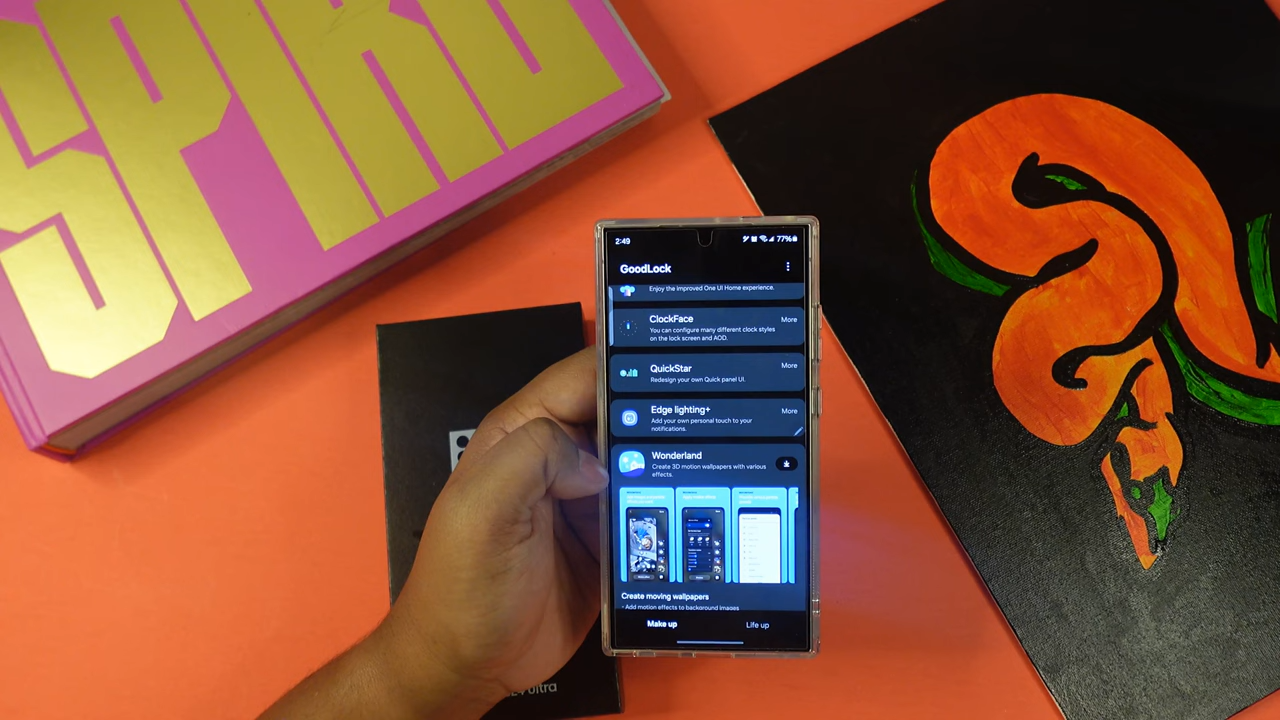 SPIKE
2:49
77%
GoodLock
Enjoy the improved One UI Home experience.
ClockFace
More
You can configure many different clock styles
on the lock screen and AOD.
QuickStar
More
Redesign your own Quick panel UI.
Edge lighting+
More
Add your own personal touch to your
notifications.
Wonderland
Create 3D motion wallpapers with various
effects.
Create moving wallpapers
- Add motion effects to background images
Make up
Life up
Ultra